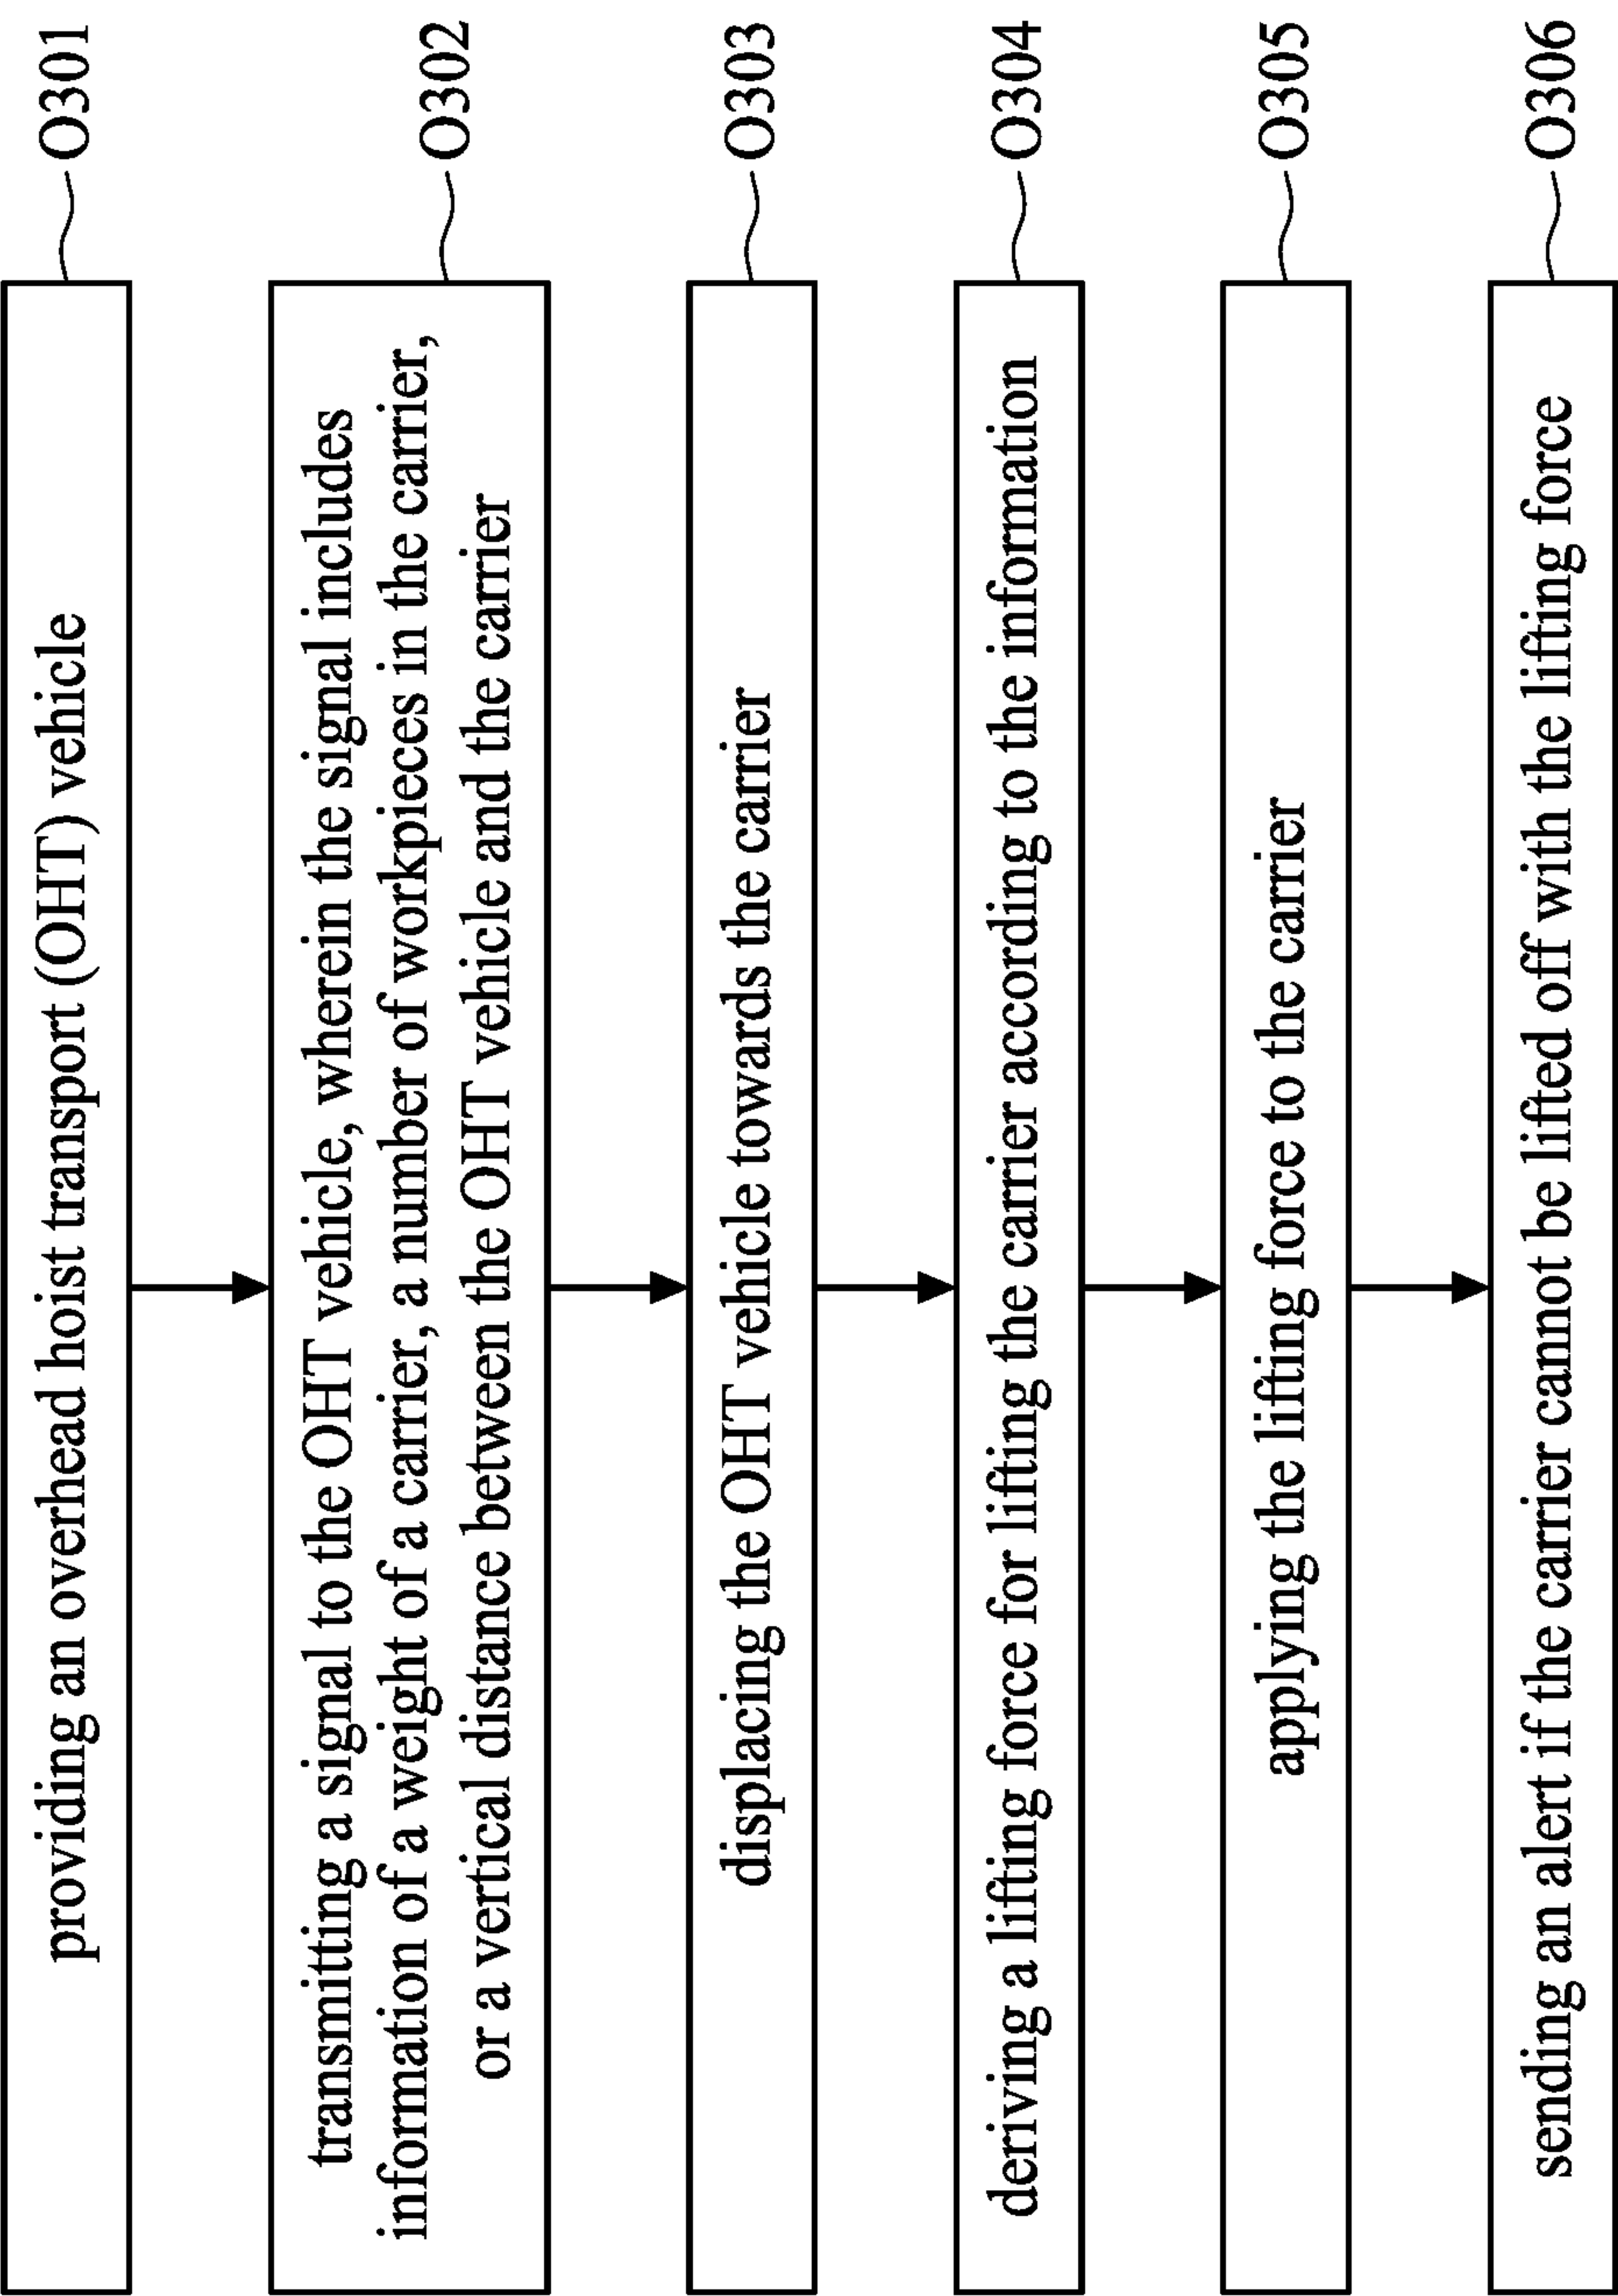 providing an overhead hoist transport (OHT) vehicle
O301
transmitting a signal to the OHT vehicle, wherein the signal includes
information of a weight of a carrier, a number of workpieces in the carrier,
or a vertical distance between the OHT vehicle and the carrier
O302
displacing the OHT vehicle towards the carrier
O303
deriving a lifting force for lifting the carrier according to the information
O304
applying the lifting force to the carrier
O305
sending an alert if the carrier cannot be lifted off with the lifting force
O306